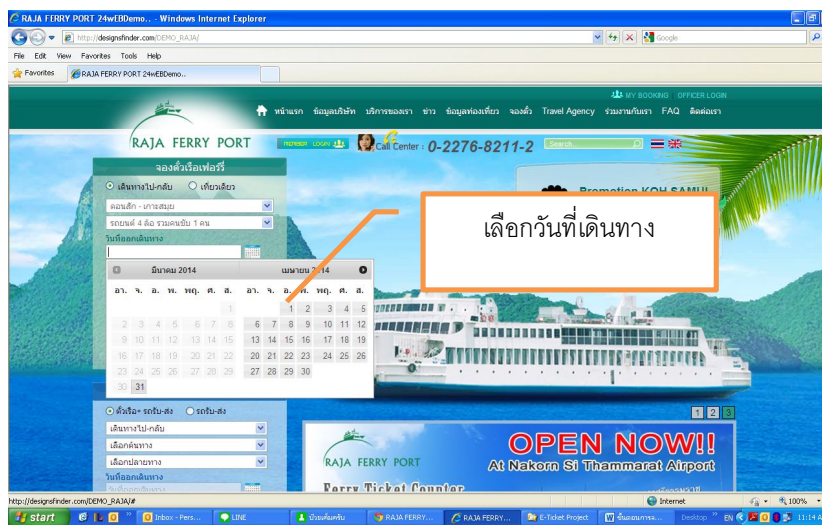 RAJA FERRY PORT 24wEBDemo.. - Windows Internet Explorer
http://designsfinder.com/DEMO_RAJA/
Google
File Edit View Favorites Tools Help
Favorites RAJA FERRY PORT 24wEBDemo..
MY BOOKING OFFICER LOGIN
หน้าแรก ข้อมูลบริษัท บริการของเรา ข่าว ข้อมูลท่องเที่ยว จองตั๋ว Travel Agency ร่วมงานกับเรา FAQ ติดต่อเรา
RAJA FERRY PORT
MEMBER LOGIN Call Center : 0-2276-8211-2 Search...
จองตั๋วเรือเฟอร์รี่
เดินทางไป-กลับ เที่ยวเดียว
ดอนสัก - เกาะสมุย
รถยนต์ 4 ล้อ รวมคนขับ 1 คน
วันที่ออกเดินทาง
Promotion KOH SAMUI
เลือกวันที่เดินทาง
มีนาคม 2014 เมษายน 2014
อา. จ. อ. พ. พฤ. ศ. ส. อา. จ. อ. พ. พฤ. ศ. ส.
1 1 2 3 4 5
2 3 4 5 6 7 8 6 7 8 9 10 11 12
9 10 11 12 13 14 15 13 14 15 16 17 18 19
16 17 18 19 20 21 22 20 21 22 23 24 25 26
23 24 25 26 27 28 29 27 28 29 30
30 31
ตั๋วเรือ+ รถรับ-ส่ง รถรับ-ส่ง
เดินทางไป-กลับ
เลือกต้นทาง
เลือกปลายทาง
วันที่ออกเดินทาง
วันที่ออกเดินทาง
1 2 3
RAJA FERRY PORT
OPEN NOW!!
At Nakorn Si Thammarat Airport
Ferry Ticket Counter
http://designsfinder.com/DEMO_RAJA/# Internet 100%
start Inbox - Pers... LINE RAJA FERRY... RAJA FERRY... E-Ticket Project Desktop EN 11:14 A